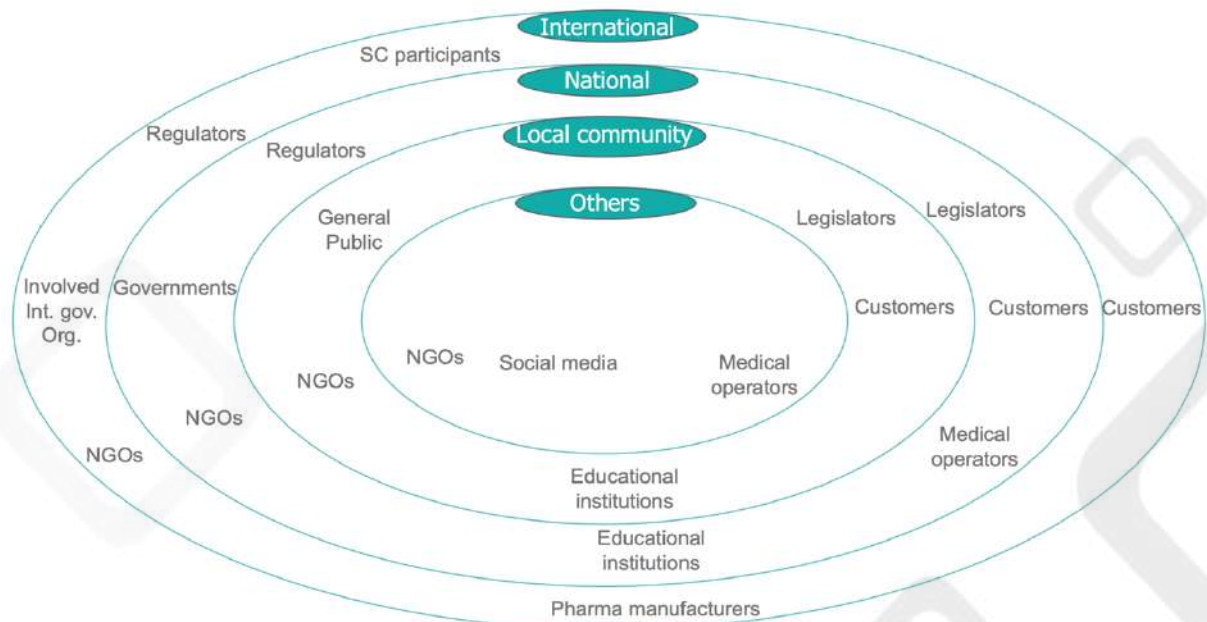 International
SC participants
National
Regulators
Local community
Regulators
Others
General
Public
Legislators
Legislators
Involved
Int. gov.
Org.
Governments
Customers
Customers
Customers
NGOs
Social media
Medical
operators
NGOs
NGOs
NGOs
Medical
operators
Educational
institutions
Educational
institutions
Pharma manufacturers